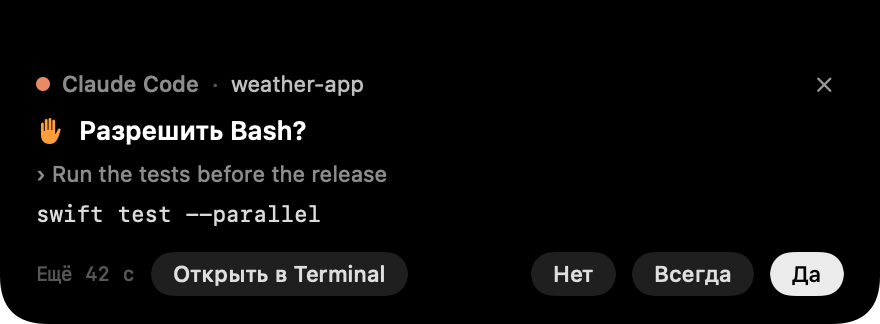 Claude Code · weather-app
Разрешить Bash?
› Run the tests before the release
swift test --parallel
Ещё 42 с Открыть в Terminal Нет Всегда Да